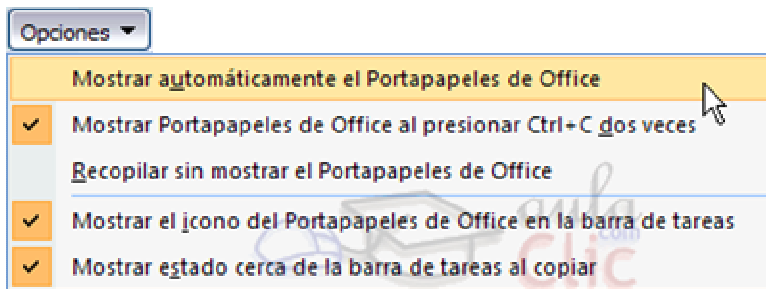 Opciones
Mostrar automáticamente el Portapapeles de Office
Mostrar Portapapeles de Office al presionar Ctrl+C dos veces
Recopilar sin mostrar el Portapapeles de Office
Mostrar el icono del Portapapeles de Office en la barra de tareas
Mostrar estado cerca de la barra de tareas al copiar
aula
Clic
.com